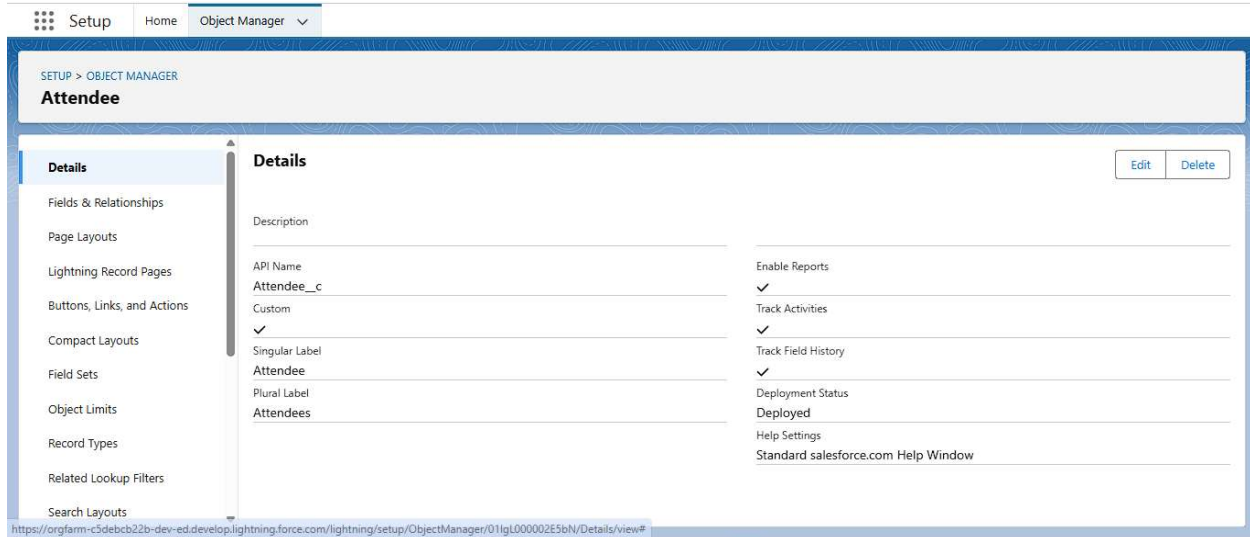 Setup Home Object Manager
SETUP > OBJECT MANAGER
Attendee
Details
Fields & Relationships
Page Layouts
Lightning Record Pages
Buttons, Links, and Actions
Compact Layouts
Field Sets
Object Limits
Record Types
Related Lookup Filters
Search Layouts
Details
Edit Delete
Description
API Name
Attendee__c
Custom
Singular Label
Attendee
Plural Label
Attendees
Enable Reports
Track Activities
Track Field History
Deployment Status
Deployed
Help Settings
Standard salesforce.com Help Window
https://orgfarm-c5debcb22b-dev-ed.develop.lightning.force.com/lightning/setup/ObjectManager/01IgL000002E5bN/Details/view#